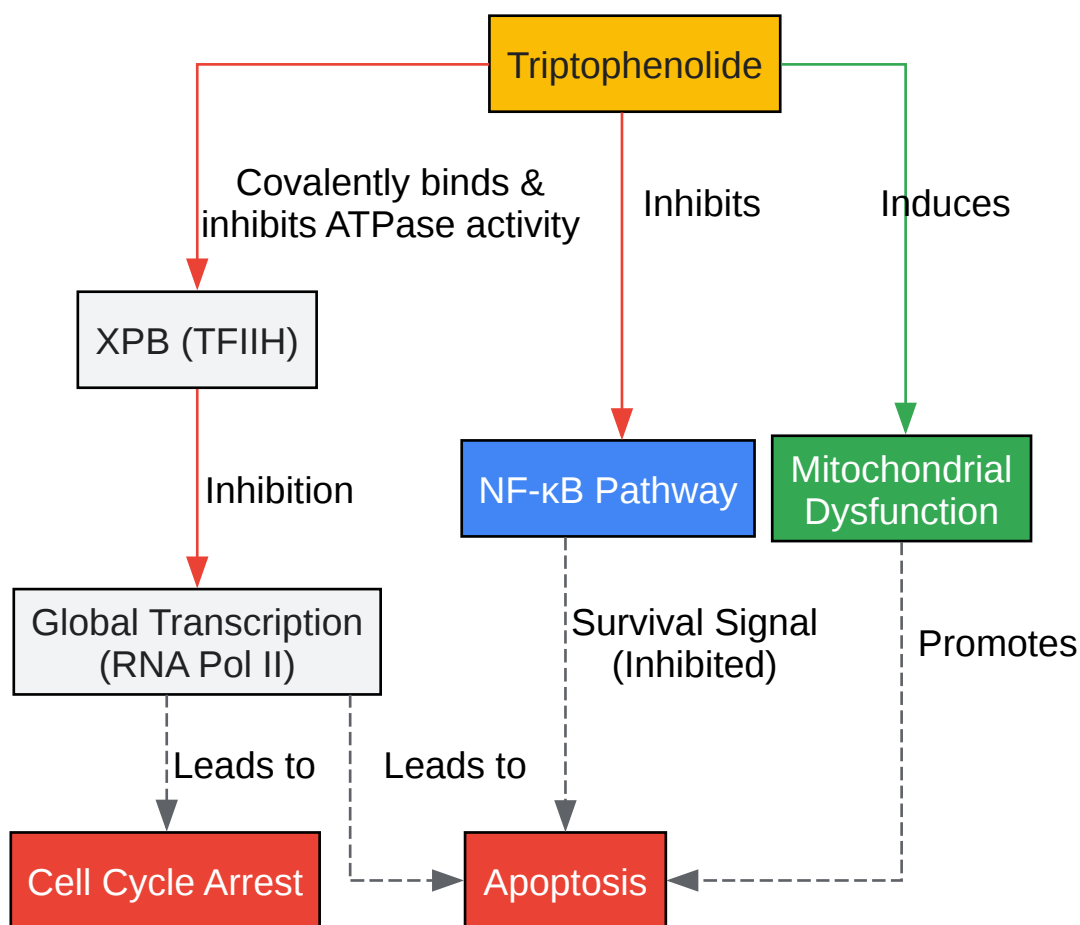 Triptophenolide
Covalently binds &
inhibits ATPase activity
Inhibits
Induces
XPB (TFIIH)
Inhibition
NF-κB Pathway
Mitochondrial
Dysfunction
Global Transcription
(RNA Pol II)
Survival Signal
(Inhibited)
Promotes
Leads to
Leads to
Cell Cycle Arrest
Apoptosis